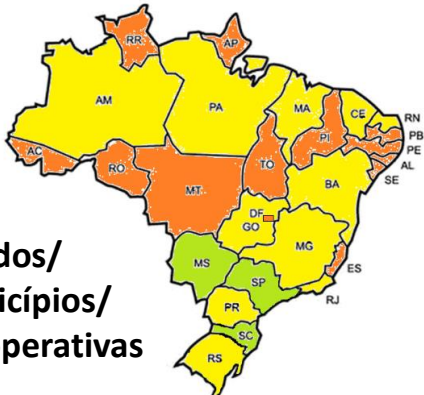 RR
AP
AM
PA
MA
CE
RN
PB
PE
AL
SE
PI
AC
RO
TO
MT
BA
DF
GO
MG
ES
MS
SP
RJ
PR
SC
RS
dos/
icípios/
perativas